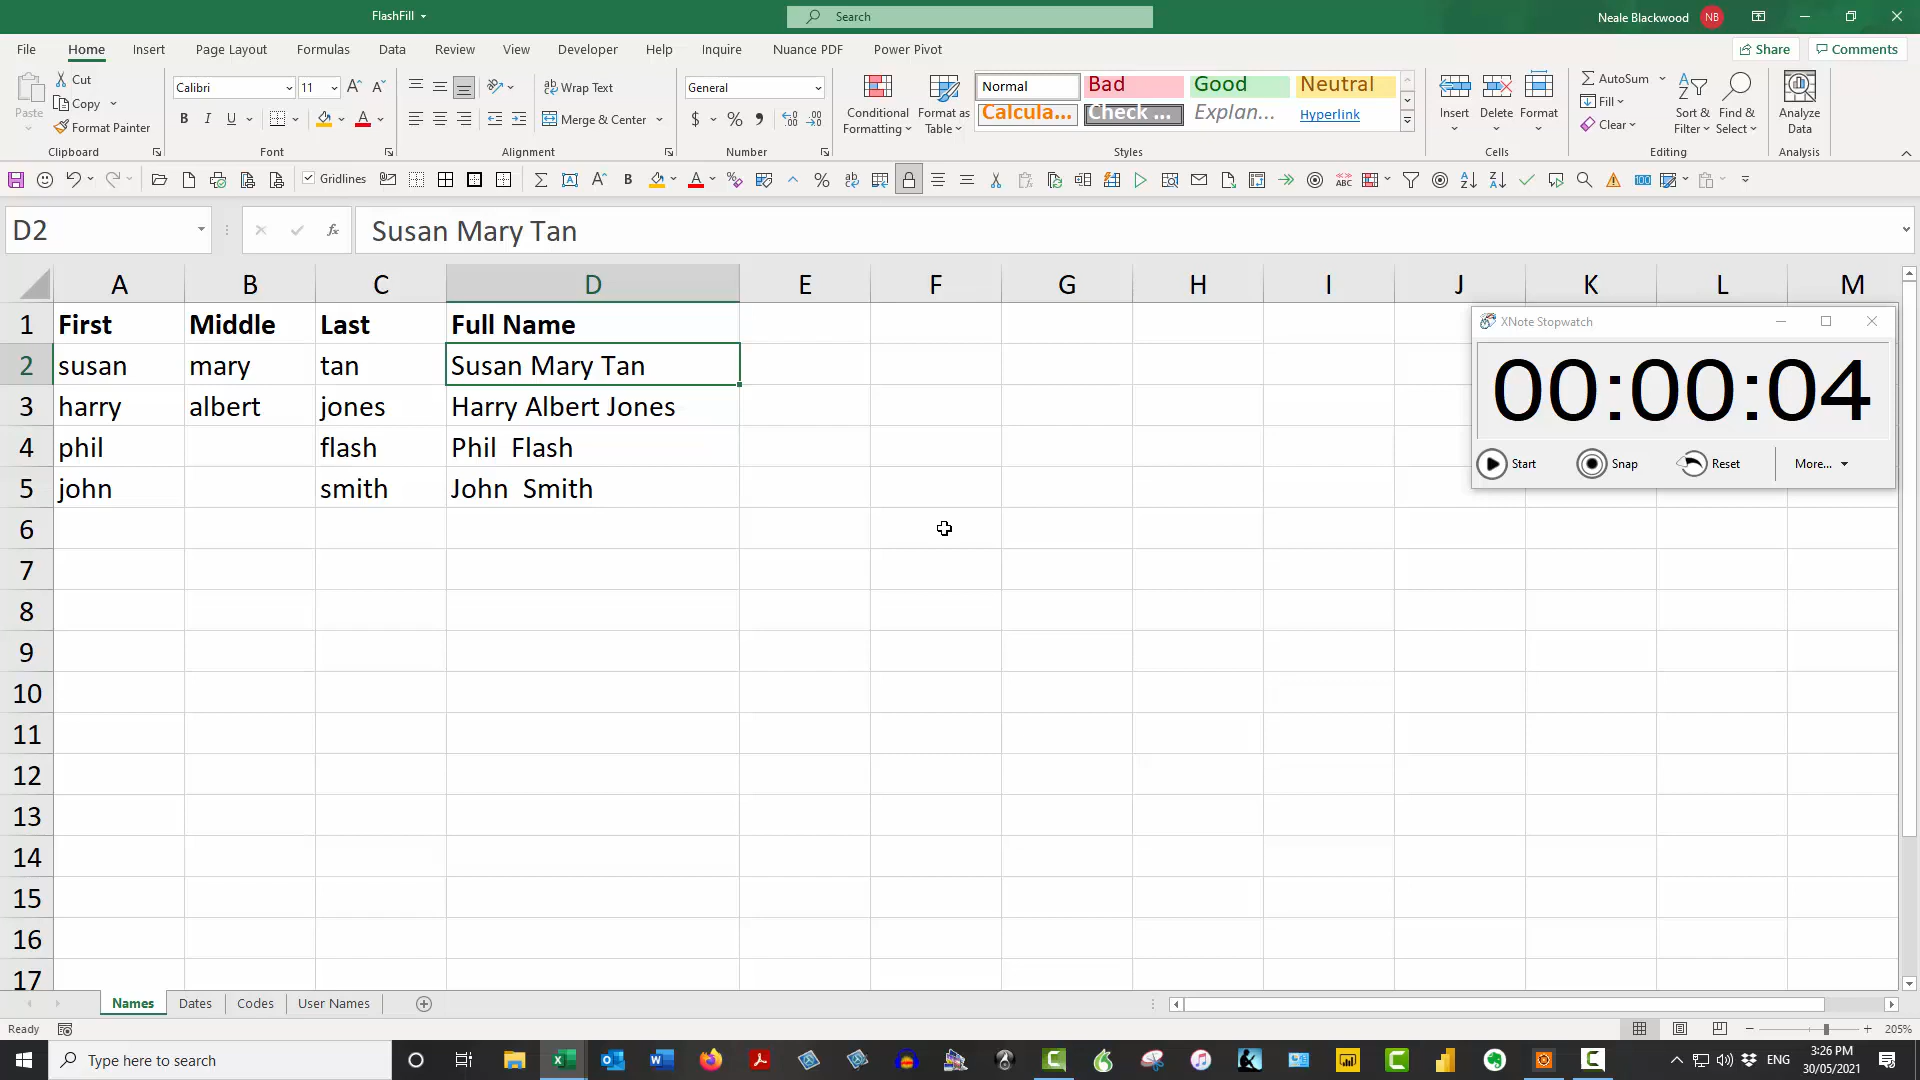 FlashFill
Search
Neale Blackwood NB
File Home Insert Page Layout Formulas Data Review View Developer Help Inquire Nuance PDF Power Pivot Share Comments
Paste
Cut
Copy
Format Painter
Clipboard
Calibri 11
B I U
Font
Wrap Text
Merge & Center
Alignment
General
$ % 9
Number
Conditional Formatting
Format as Table
Normal Bad Good Neutral
Calcula... Check ... Explan... Hyperlink
Styles
Insert Delete Format
Cells
AutoSum
Fill
Clear
Sort & Filter
Find & Select
Editing
Analyze Data
Analysis
Gridlines
D2 fx Susan Mary Tan
A B C D E F G H I J K L M
1 First Middle Last Full Name
2 susan mary tan Susan Mary Tan
3 harry albert jones Harry Albert Jones
4 phil flash Phil  Flash
5 john smith John  Smith
6
7
8
9
10
11
12
13
14
15
16
17
XNote Stopwatch
00:00:04
Start Snap Reset More...
Names Dates Codes User Names
Ready
205%
Type here to search
ENG
3:26 PM
30/05/2021